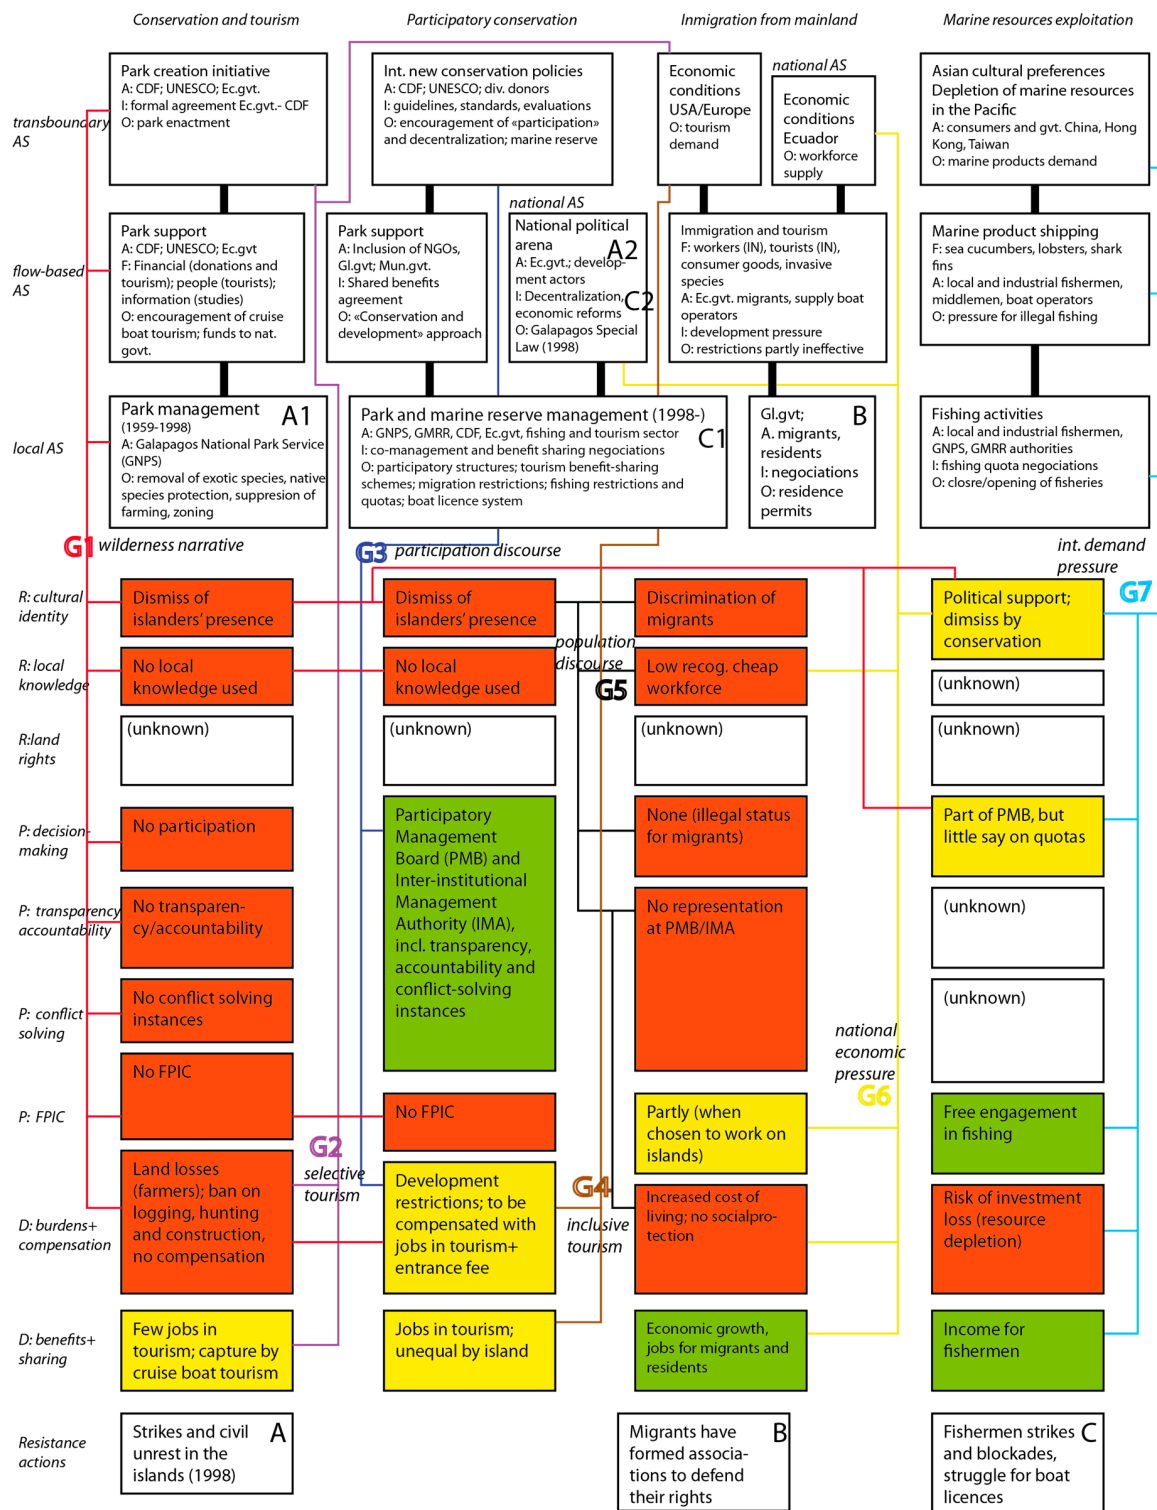 Conservation and tourism
Participatory conservation
Inmigration from mainland
Marine resources exploitation
transboundary
AS
Park creation initiative
A: CDF; UNESCO; Ec.gvt.
I: formal agreement Ec.gvt.- CDF
O: park enactment
Int. new conservation policies
A: CDF; UNESCO; div. donors
I: guidelines, standards, evaluations
O: encouragement of «participation»
and decentralization; marine reserve
Economic
conditions
USA/Europe
O: tourism
demand
national AS
Economic
conditions
Ecuador
O: workforce
supply
Asian cultural preferences
Depletion of marine resources
in the Pacific
A: consumers and gvt. China, Hong
Kong, Taiwan
O: marine products demand
flow-based
AS
Park support
A: CDF; UNESCO; Ec.gvt
F: Financial (donations and
tourism); people (tourists);
information (studies)
O: encouragement of cruise
boat tourism; funds to nat.
govt.
Park support
A: Inclusion of NGOs,
Gl.gvt; Mun.gvt.
I: Shared benefits
agreement
O: «Conservation and
development» approach
national AS
National political
arena
A2
A: Ec.gvt.; develop-
ment actors
I: Decentralization,
C2
economic reforms
O: Galapagos Special
Law (1998)
Immigration and tourism
F: workers (IN), tourists (IN),
consumer goods, invasive
species
A: Ec.gvt. migrants, supply boat
operators
I: development pressure
O: restrictions partly ineffective
Marine product shipping
F: sea cucumbers, lobsters, shark
fins
A: local and industrial fishermen,
middlemen, boat operators
O: pressure for illegal fishing
local AS
Park management
A1
(1959-1998)
A: Galapagos National Park Service
(GNPS)
O: removal of exotic species, native
species protection, suppresion of
farming, zoning
Park and marine reserve management (1998-)
A: GNPS, GMRR, CDF, Ec.gvt, fishing and tourism sector
C1
I: co-management and benefit sharing negociations
O: participatory structures; tourism benefit-sharing
schemes; migration restrictions; fishing restrictions and
quotas; boat licence system
Gl.gvt;
B
A. migrants,
residents
I: negociations
O: residence
permits
Fishing activities
A: local and industrial fishermen,
GNPS, GMRR authorities
I: fishing quota negociations
O: closre/opening of fisheries
G1 wilderness narrative
G3 participation discourse
int. demand
pressure
G7
R: cultural
identity
Dismiss of
islanders' presence
Dismiss of
islanders' presence
Discrimination of
migrants
Political support;
dimsiss by
conservation
population
discourse
G5
R: local
knowledge
No local
knowledge used
No local
knowledge used
Low recog. cheap
workforce
(unknown)
R:land
rights
(unknown)
(unknown)
(unknown)
(unknown)
P: decision-
making
No participation
Participatory
Management
Board (PMB) and
Inter-institutional
Management
Authority (IMA),
incl. transparency,
accountability and
conflict-solving
instances
None (illegal status
for migrants)
Part of PMB, but
little say on quotas
P: transparency
accountability
No transparen-
cy/accountability
No representation
at PMB/IMA
(unknown)
P: conflict
solving
No conflict solving
instances
(unknown)
national
economic
pressure
G6
P: FPIC
No FPIC
No FPIC
Partly (when
chosen to work on
islands)
Free engagement
in fishing
G2
selective
tourism
G4
inclusive
tourism
D: burdens+
compensation
Land losses
(farmers); ban on
logging, hunting
and construction,
no compensation
Development
restrictions; to be
compensated with
jobs in tourism+
entrance fee
Increased cost of
living; no socialpro-
tection
Risk of investment
loss (resource
depletion)
D: benefits+
sharing
Few jobs in
tourism; capture by
cruise boat tourism
Jobs in tourism;
unequal by island
Economic growth,
jobs for migrants and
residents
Income for
fishermen
Resistance
actions
Strikes and civil
A
unrest in the
islands (1998)
Migrants have
B
formed associa-
tions to defend
their rights
Fishermen strikes
C
and blockades,
struggle for boat
licences